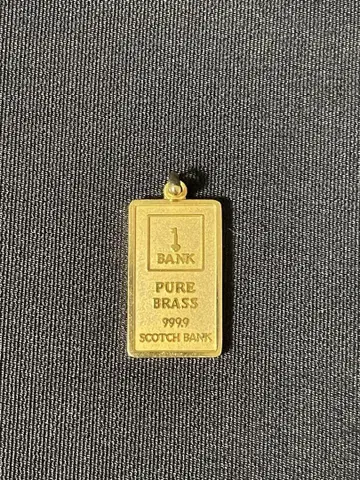 1
BANK
PURE
BRASS
999.9
SCOTCH BANK